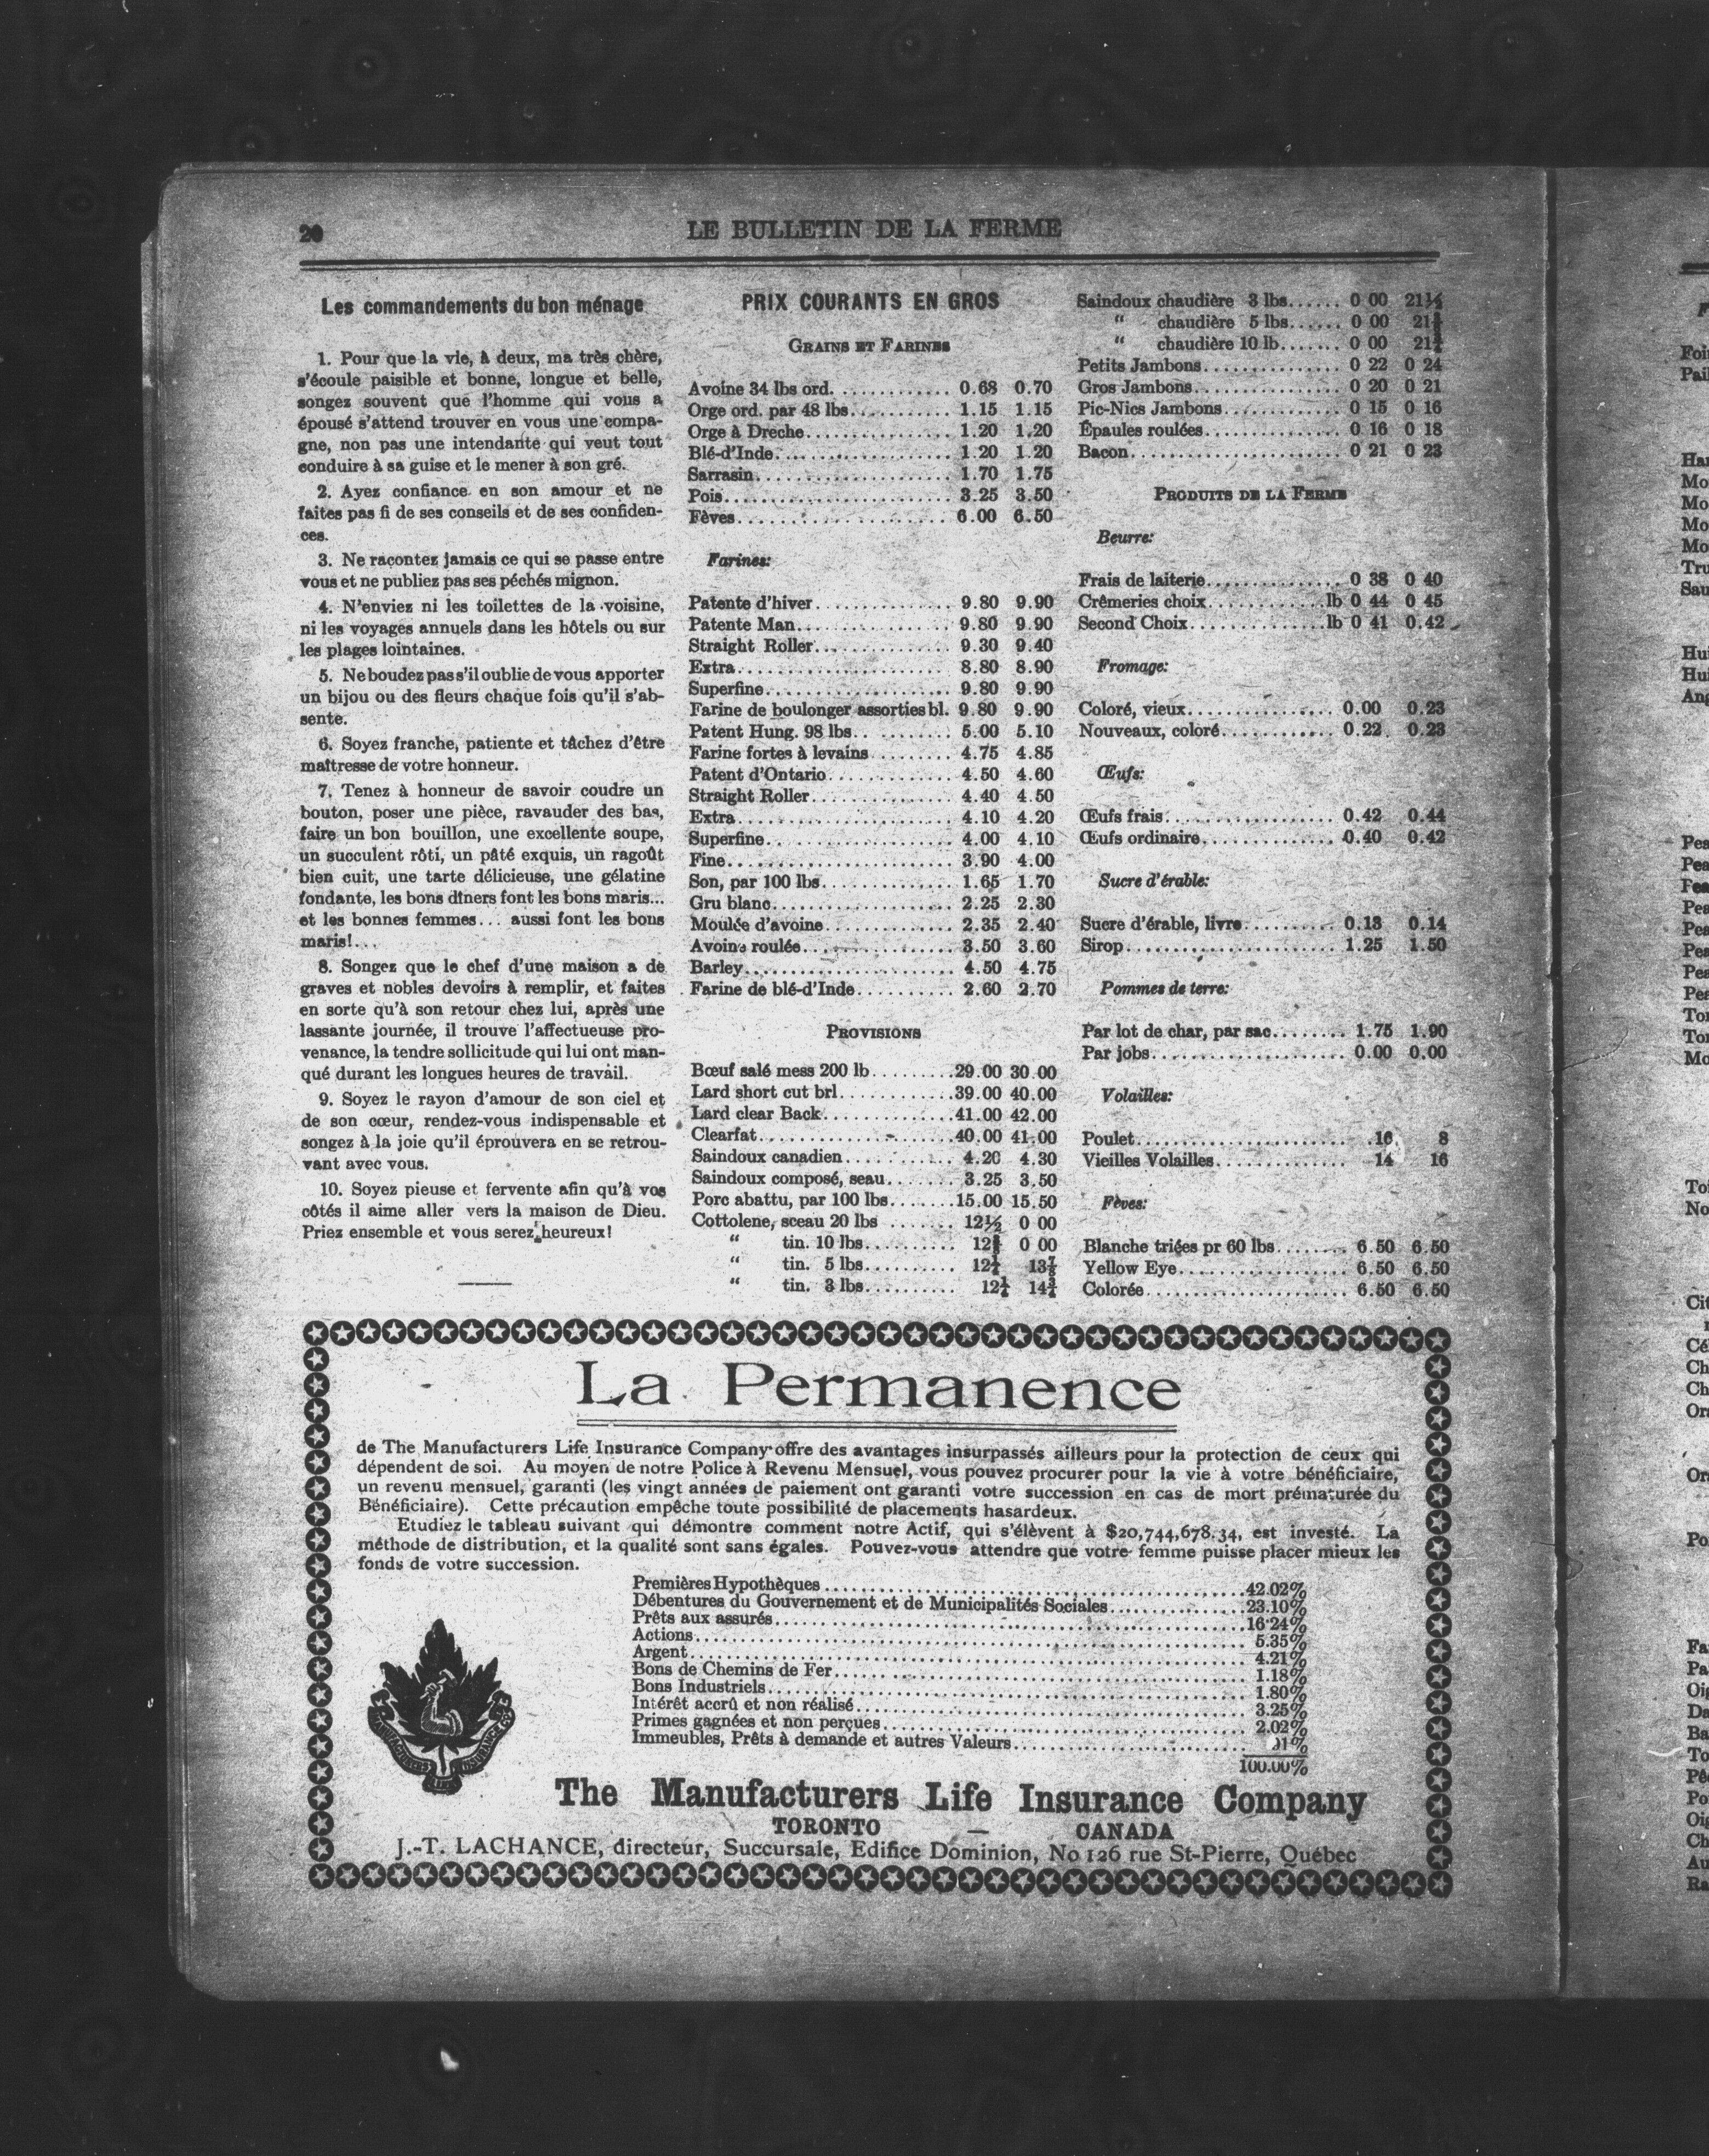 20
LE BULLETIN DE LA FERME
Les commandements du bon ménage
1. Pour que la vie, à deux, ma très chère,
s'écoule paisible et bonne, longue et belle,
songez souvent que l'homme qui vous a
épousé s'attend trouver en vous une compa-
gne, non pas une intendante qui veut tout
conduire à sa guise et le mener à son gré.
2. Ayez confiance en son amour et ne
faites pas fi de ses conseils et de ses confiden-
ces.
3. Ne racontez jamais ce qui se passe entre
vous et ne publiez pas ses péchés mignon.
4. N'enviez ni les toilettes de la voisine,
ni les voyages annuels dans les hôtels ou sur
les plages lointaines.
5. Ne boudez pas s'il oublie de vous apporter
un bijou ou des fleurs chaque fois qu'il s'ab-
sente.
6. Soyez franche, patiente et tâchez d'être
maîtresse de votre honneur.
7. Tenez à honneur de savoir coudre un
bouton, poser une pièce, ravauder des bas,
faire un bon bouillon, une excellente soupe,
un succulent rôti, un pâté exquis, un ragoût
bien cuit, une tarte délicieuse, une gélatine
fondante, les bons dîners font les bons maris...
et les bonnes femmes... aussi font les bons
maris!...
8. Songez que le chef d'une maison a de
graves et nobles devoirs à remplir, et faites
en sorte qu'à son retour chez lui, après une
lassante journée, il trouve l'affectueuse pro-
venance, la tendre sollicitude qui lui ont man-
qué durant les longues heures de travail.
9. Soyez le rayon d'amour de son ciel et
de son cœur, rendez-vous indispensable et
songez à la joie qu'il éprouvera en se retrou-
vant avec vous.
10. Soyez pieuse et fervente afin qu'à vos
côtés il aime aller vers la maison de Dieu.
Priez ensemble et vous serez heureux!
PRIX COURANTS EN GROS
GRAINS ET FARINES
Avoine 34 lbs ord. ............ 0.68 0.70
Orge ord. par 48 lbs........... 1.15 1.15
Orge à Dreche................ 1.20 1.20
Blé-d'Inde................... 1.20 1.20
Sarrasin..................... 1.70 1.75
Pois......................... 3.25 3.50
Fèves........................ 6.00 6.50
Farines:
Patente d'hiver............... 9.80 9.90
Patente Man................. 9.80 9.90
Straight Roller............... 9.30 9.40
Extra....................... 8.80 8.90
Superfine.................... 9.80 9.90
Farine de boulonger assorties bl. 9.80 9.90
Patent Hung. 98 lbs.. ......... 5.00 5.10
Farine fortes à levains ......... 4.75 4.85
Patent d'Ontario.............. 4.50 4.60
Straight Roller............... 4.40 4.50
Extra....................... 4.10 4.20
Superfine.................... 4.00 4.10
Fine........................ 3.90 4.00
Son, par 100 lbs............... 1.65 1.70
Gru blanc.................... 2.25 2.30
Moulée d'avoine.............. 2.35 2.40
Avoine roulée................. 3.50 3.60
Barley....................... 4.50 4.75
Farine de blé-d'Inde........... 2.60 2.70
PROVISIONS
Bœuf salé mess 200 lb.........29.00 30.00
Lard short cut brl............39.00 40.00
Lard clear Back..............41.00 42.00
Clearfat.....................40.00 41.00
Saindoux canadien............ 4.20 4.30
Saindoux composé, seau....... 3.25 3.50
Porc abattu, par 100 lbs.......15.00 15.50
Cottolene, sceau 20 lbs ....... 12½ 0 00
" tin. 10 lbs.......... 0 00
" tin. 5 lbs.......... 13⅞
" tin. 3 lbs.......... 14¾
Saindoux chaudière 3 lbs...... 0 00
" chaudière 5 lbs...... 0 00
" chaudière 10 lb....... 0 00
Petits Jambons............... 0 22 0 24
Gros Jambons................ 0 20 0 21
Pic-Nics Jambons............. 0 15 0 16
Épaules roulées............... 0 16 0 18
Bacon....................... 0 21 0 23
PRODUITS DE LA FERME
Beurre:
Frais de laiterie............... 0 38 0 40
Crêmeries choix............lb 0 44 0 45
Second Choix..............lb 0 41 0.42
Fromage:
Coloré, vieux................ 0.00 0.23
Nouveaux, coloré............ 0.22 0.23
Œufs:
Œufs frais.................. 0.42 0.44
Œufs ordinaire.............. 0.40 0.42
Sucre d'érable:
Sucre d'érable, livre.......... 0.13 0.14
Sirop....................... 1.25 1.50
Pommes de terre:
Par lot de char, par sac........ 1.75 1.90
Par jobs..................... 0.00 0.00
Volailles:
Poulet....................... .16 8
Vieilles Volailles.............. 14 16
Fèves:
Blanche triées pr 60 lbs........ 6.50 6.50
Yellow Eye.................. 6.50 6.50
Colorée...................... 6.50 6.50
La Permanence
de The Manufacturers Life Insurance Company offre des avantages insurpassés ailleurs pour la protection de ceux qui
dépendent de soi. Au moyen de notre Police à Revenu Mensuel, vous pouvez procurer pour la vie à votre bénéficiaire,
un revenu mensuel, garanti (les vingt années de paiement ont garanti votre succession en cas de mort prématurée du
Bénéficiaire). Cette précaution empêche toute possibilité de placements hasardeux.
Etudiez le tableau suivant qui démontre comment notre Actif, qui s'élèvent à $20,744,678.34, est investé. La
méthode de distribution, et la qualité sont sans égales. Pouvez-vous attendre que votre femme puisse placer mieux les
fonds de votre succession.
Premières Hypothèques................................42.02%
Débentures du Gouvernement et de Municipalités Sociales................23.10%
Prêts aux assurés................................16.24%
Actions................................ 5.35%
Argent................................ 4.21%
Bons de Chemins de Fer................................ 1.18%
Bons Industriels................................ 1.80%
Intérêt accrû et non réalisé................................ 3.25%
Primes gagnées et non perçues................................ 2.02%
Immeubles, Prêts à demande et autres Valeurs................................
100.00%
The Manufacturers Life Insurance Company
TORONTO — CANADA
J.-T. LACHANCE, directeur, Succursale, Edifice Dominion, No 126 rue St-Pierre, Québec